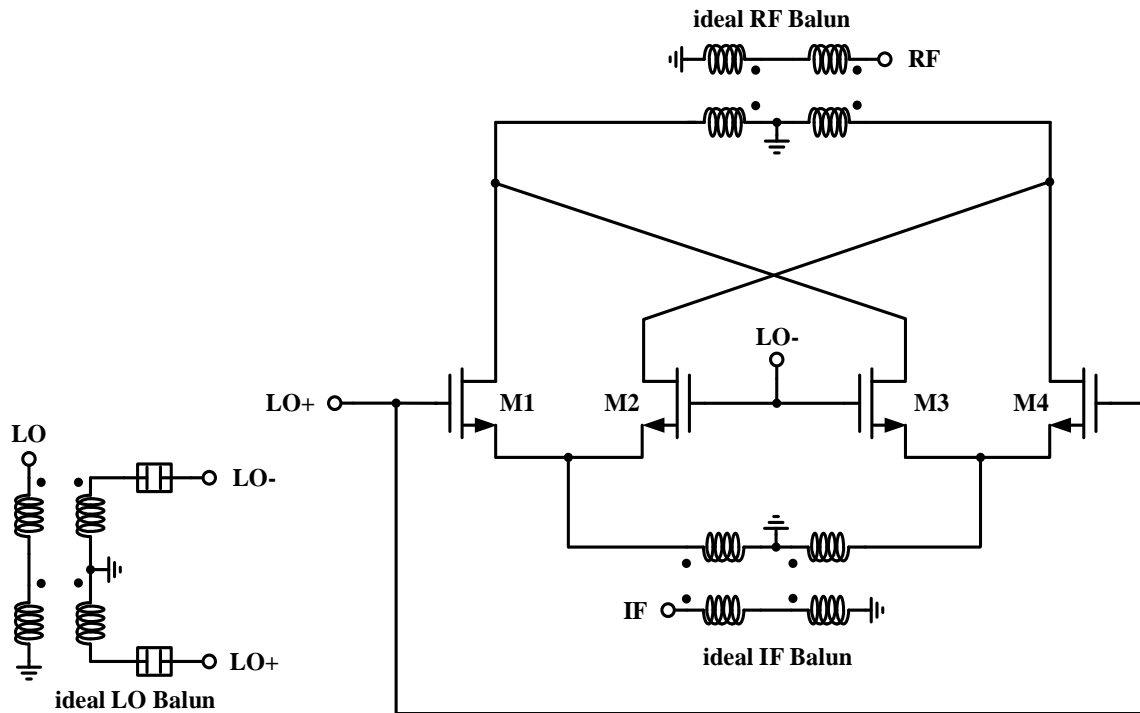 ideal RF Balun
RF
LO-
LO+
M1
M2
M3
M4
LO
LO-
IF
LO+
ideal IF Balun
ideal LO Balun